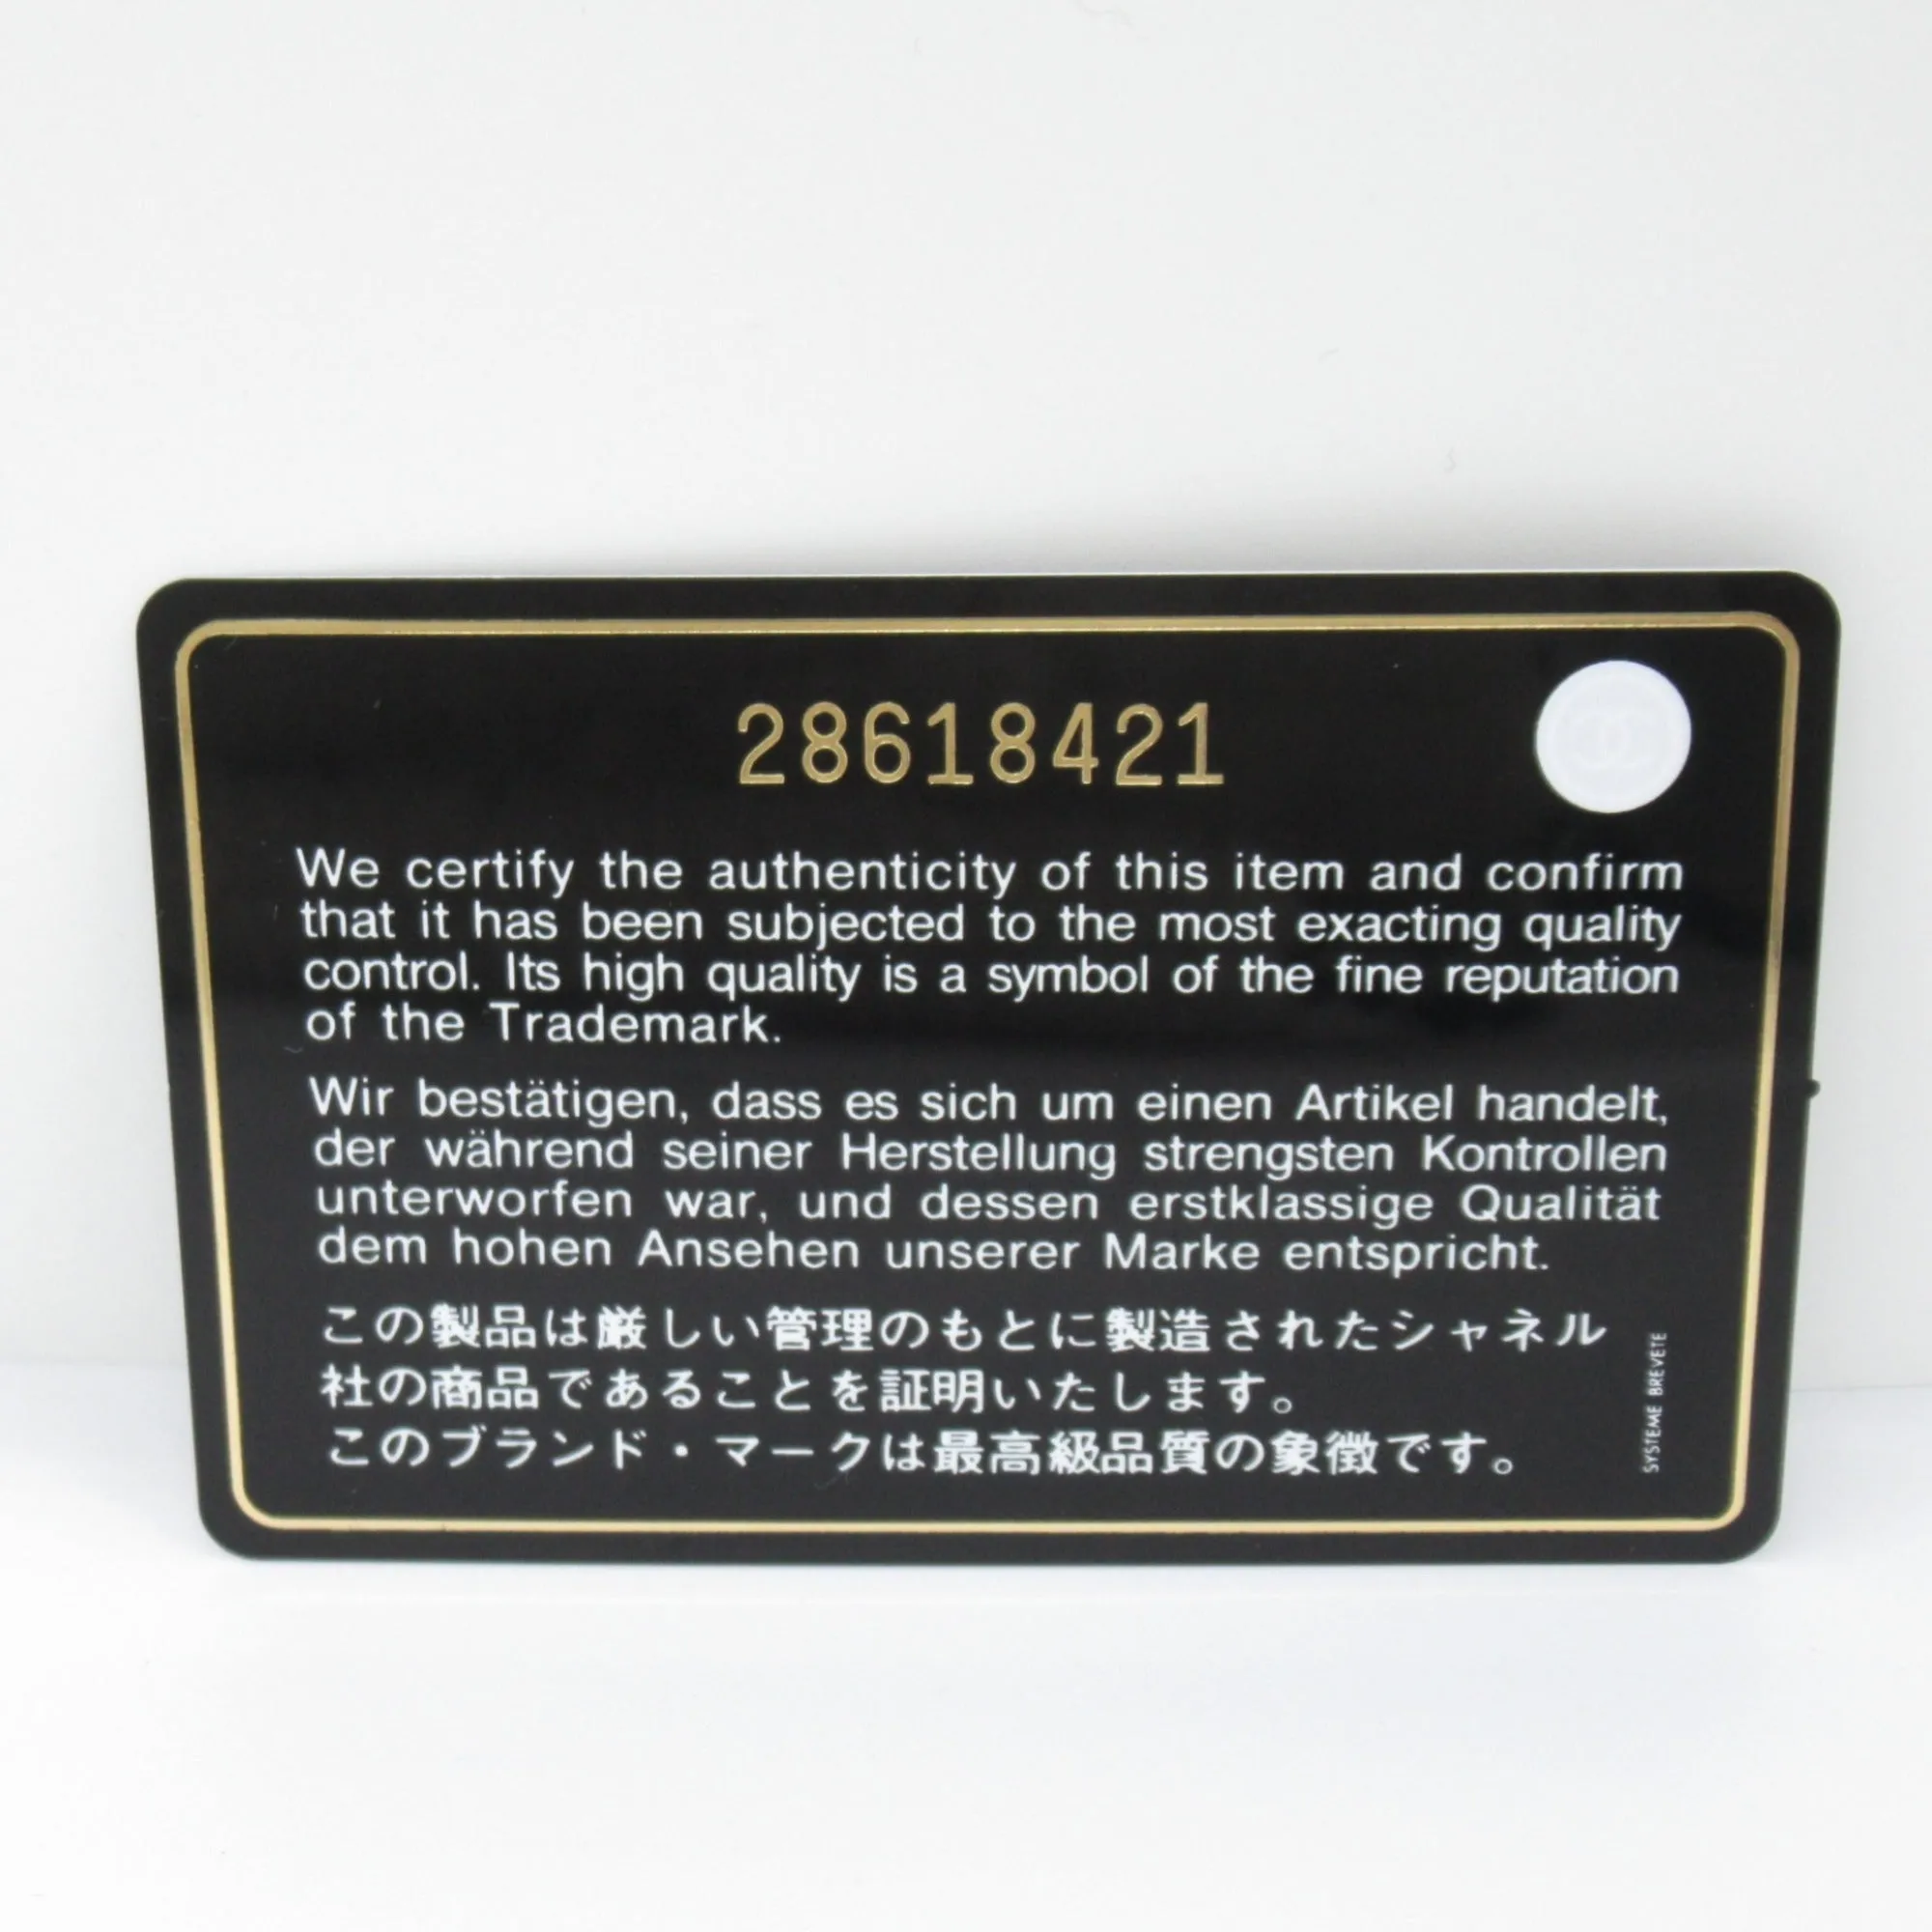 28618421
We certify the authenticity of this item and confirm
that it has been subjected to the most exacting quality
control. Its high quality is a symbol of the fine reputation
of the Trademark.
Wir bestätigen, dass es sich um einen Artikel handelt,
der während seiner Herstellung strengsten Kontrollen
unterworfen war, und dessen erstklassige Qualität
dem hohen Ansehen unserer Marke entspricht.
この製品は厳しい管理のもとに製造されたシャネル
社の商品であることを証明いたします。
このブランド・マークは最高級品質の象徴です。
SYSTEME BREVETE